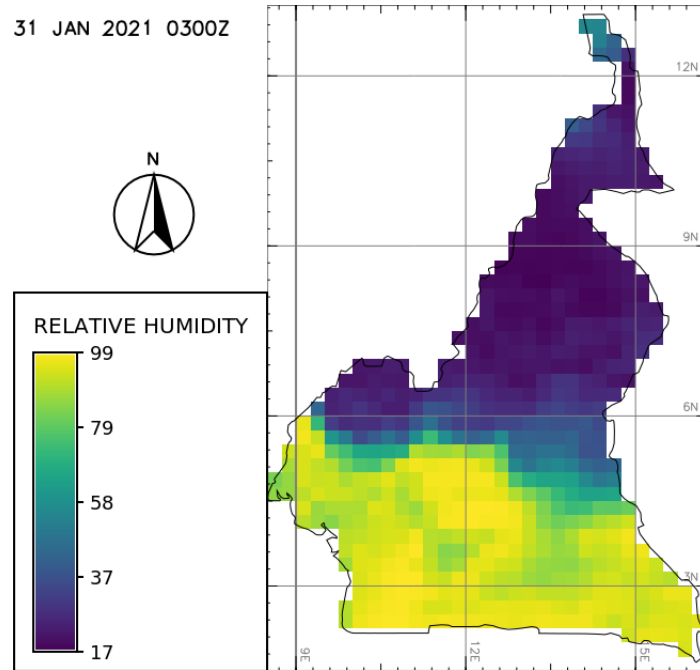 31 JAN 2021 0300Z
N
12N
9N
RELATIVE HUMIDITY
99
79
58
37
17
6N
3N
9E
12E
15E